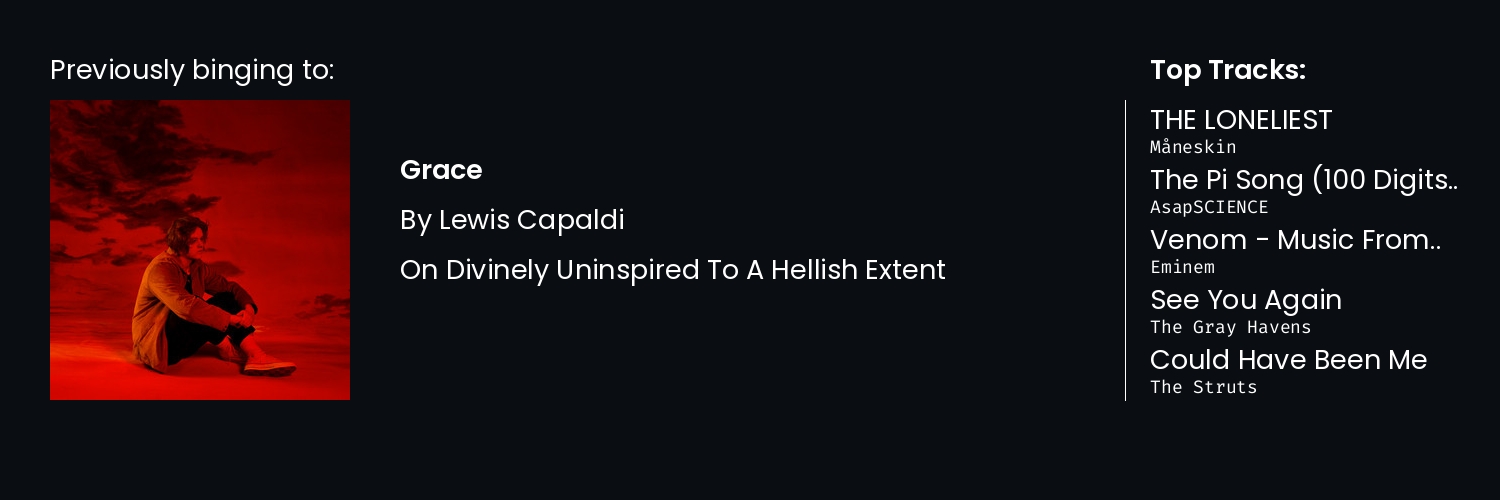 Previously binging to:
Grace
By Lewis Capaldi
On Divinely Uninspired To A Hellish Extent
Top Tracks:
THE LONELIEST
Måneskin
The Pi Song (100 Digits..
AsapSCIENCE
Venom - Music From..
Eminem
See You Again
The Gray Havens
Could Have Been Me
The Struts